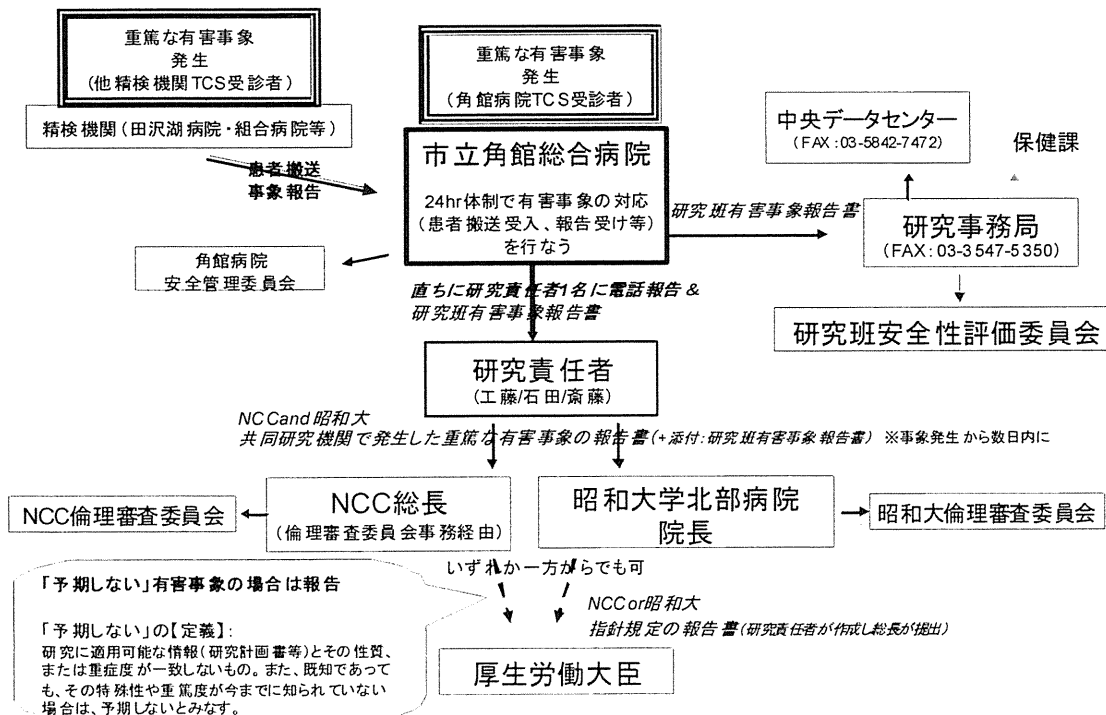 重篤な有害事象
発生
(他精検機関TCS受診者)
精検機関(田沢湖病院・組合病院等)
患者搬送
事象報告
重篤な有害事象
発生
(角館病院TCS受診者)
市立角館総合病院
24hr体制で有害事象の対応
(患者搬送受入、報告受け等)
を行なう
角館病院
安全管理委員会
研究班有害事象報告書
中央データセンター
(FAX:03-5842-7472)
保健課
研究事務局
(FAX:03-3547-5350)
研究班安全性評価委員会
直ちに研究責任者1名に電話報告&
研究班有害事象報告書
研究責任者
(工藤/石田/斎藤)
NCCand昭和大
共同研究機関で発生した重篤な有害事象の報告書(+添付:研究班有害事象報告書) ※事象発生から数日内に
NCC倫理審査委員会
NCC総長
(倫理審査委員会事務経由)
昭和大学北部病院
院長
昭和大倫理審査委員会
いずれか一方からでも可
「予期しない」有害事象の場合は報告
「予期しない」の【定義】:
研究に適用可能な情報(研究計画書等)とその性質、
または重症度が一致しないもの。また、既知であって
も、その特殊性や重篤度が今までに知られていない
場合は、予期しないとみなす。
NCCor昭和大
指針規定の報告書(研究責任者が作成し総長が提出)
厚生労働大臣